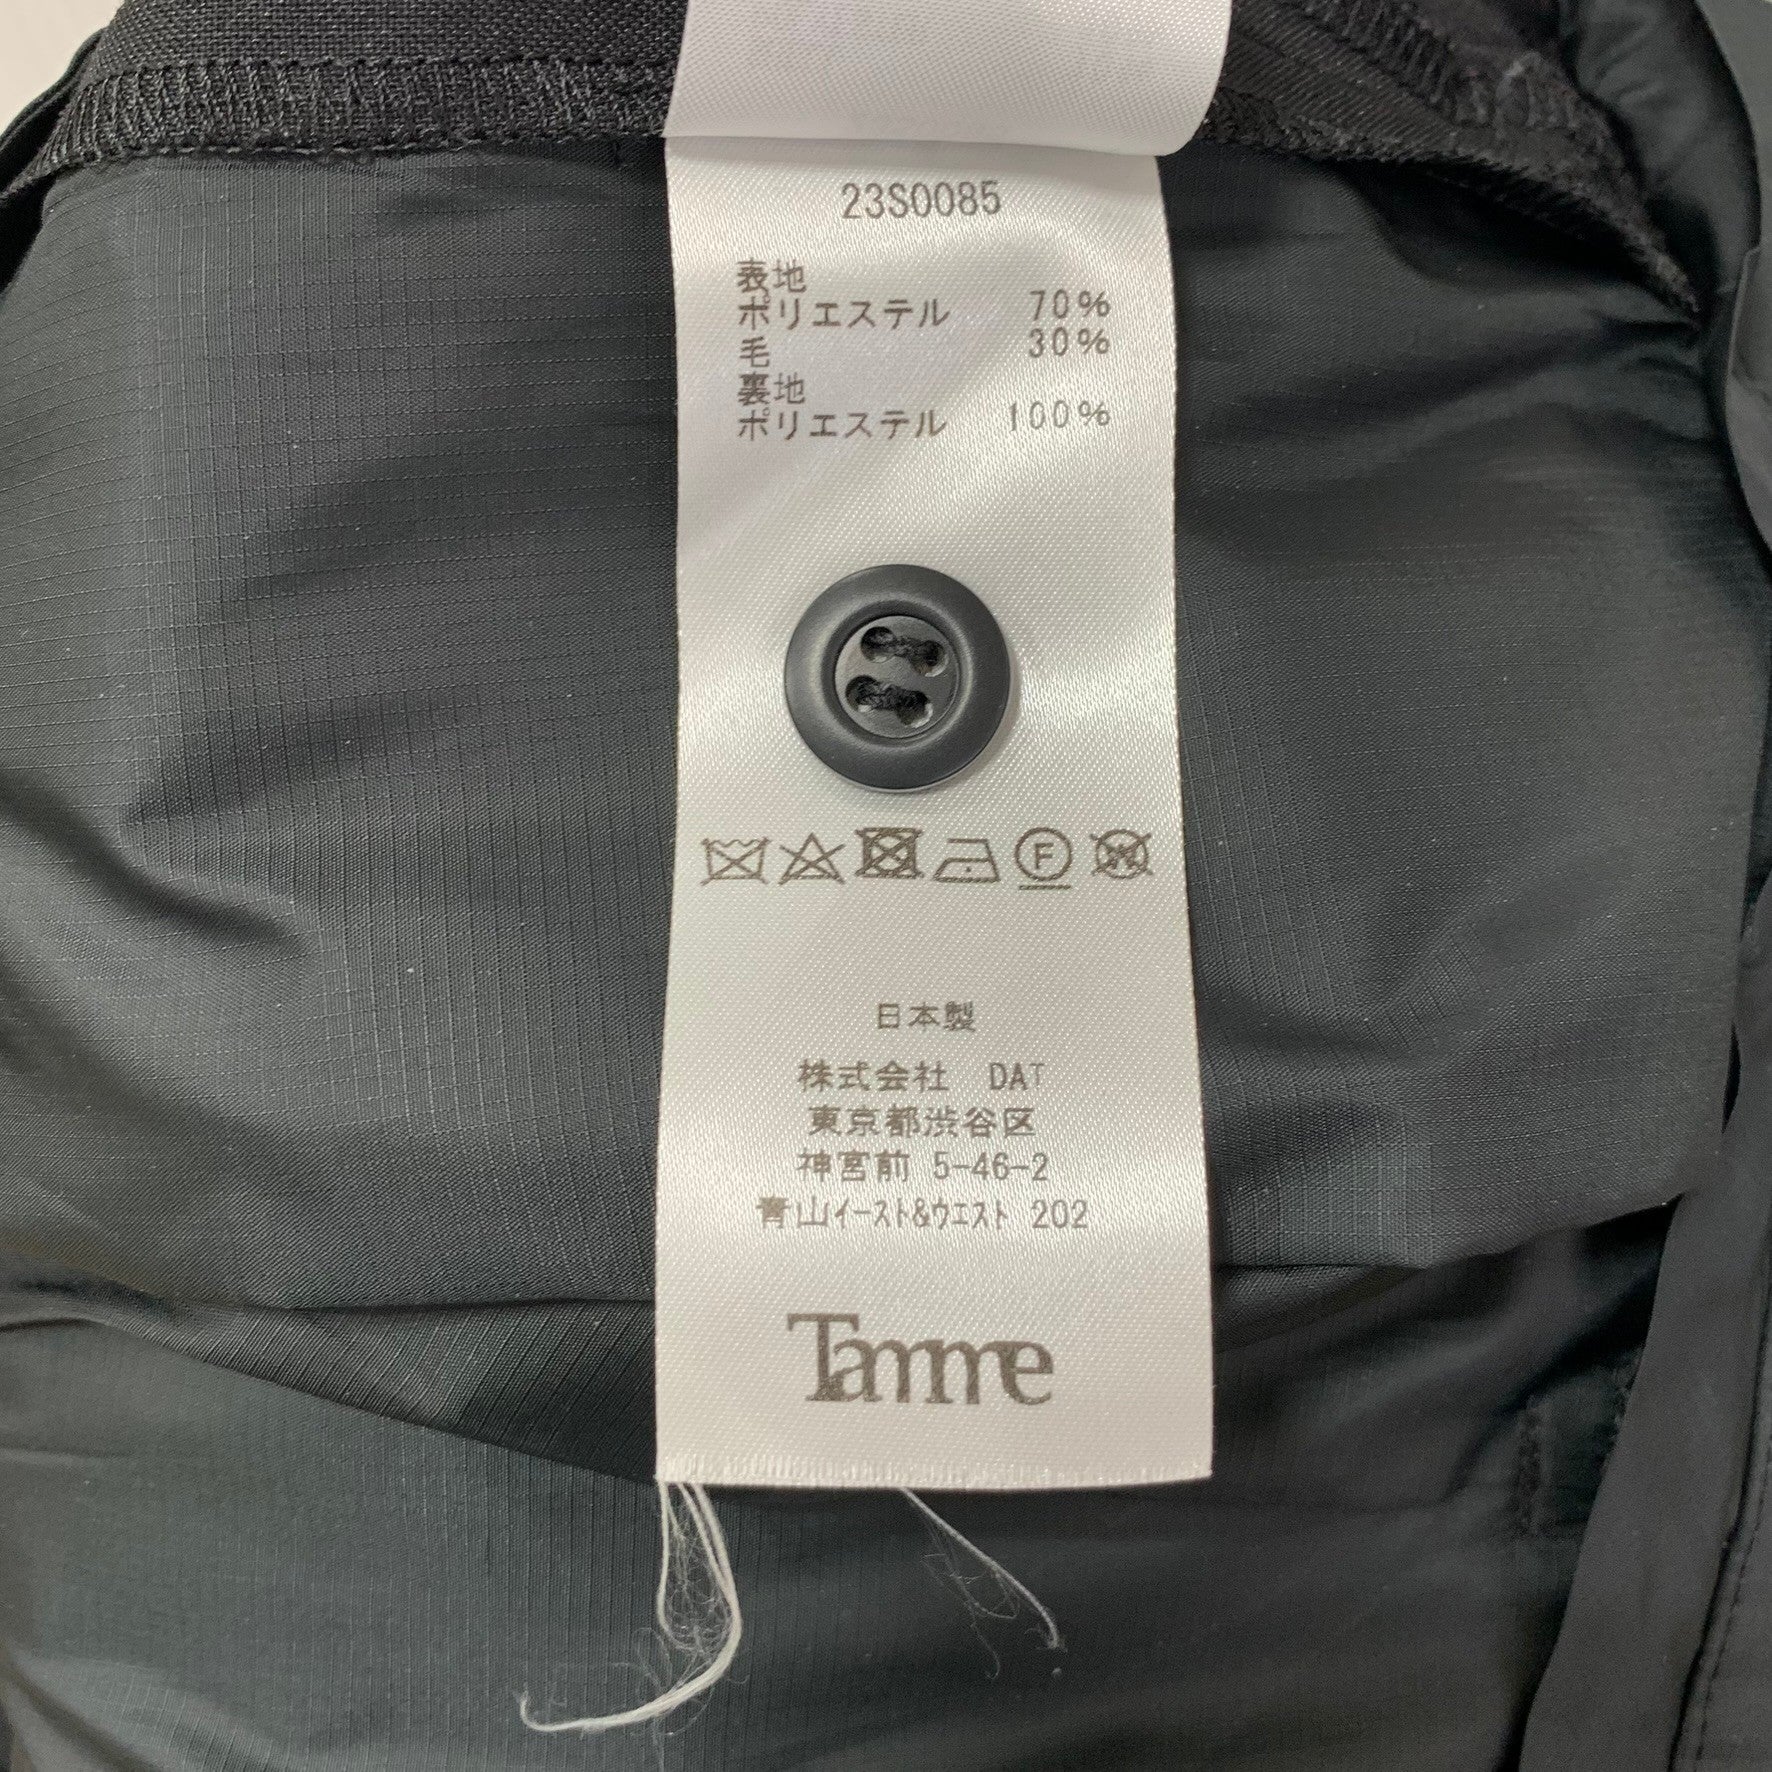 23S0085
表地
ポリエステル 70%
毛 30%
裏地
ポリエステル 100%
F
W
日本製
株式会社 DAT
東京都渋谷区
神宮前 5-46-2
青山イースト&ウエスト 202
Tamme